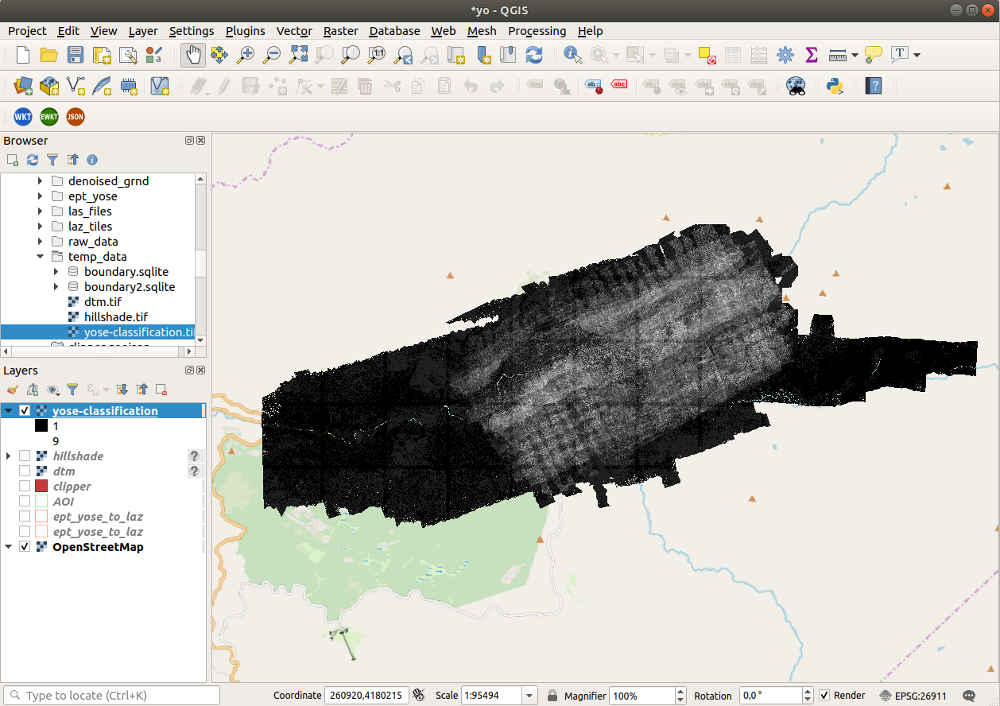 *yo - QGIS
Project Edit View Layer Settings Plugins Vector Raster Database Web Mesh Processing Help
WKT EWKT JSON
Browser
denoised_grnd
ept_yose
las_files
laz_tiles
raw_data
temp_data
boundary.sqlite
boundary2.sqlite
dtm.tif
hillshade.tif
yose-classification.ti
Layers
yose-classification
1
9
hillshade ?
dtm ?
clipper
AOI
ept_yose_to_laz
ept_yose_to_laz
OpenStreetMap
Type to locate (Ctrl+K) Coordinate 260920,4180215 Scale 1:95494 Magnifier 100% Rotation 0,0 ° Render EPSG:26911